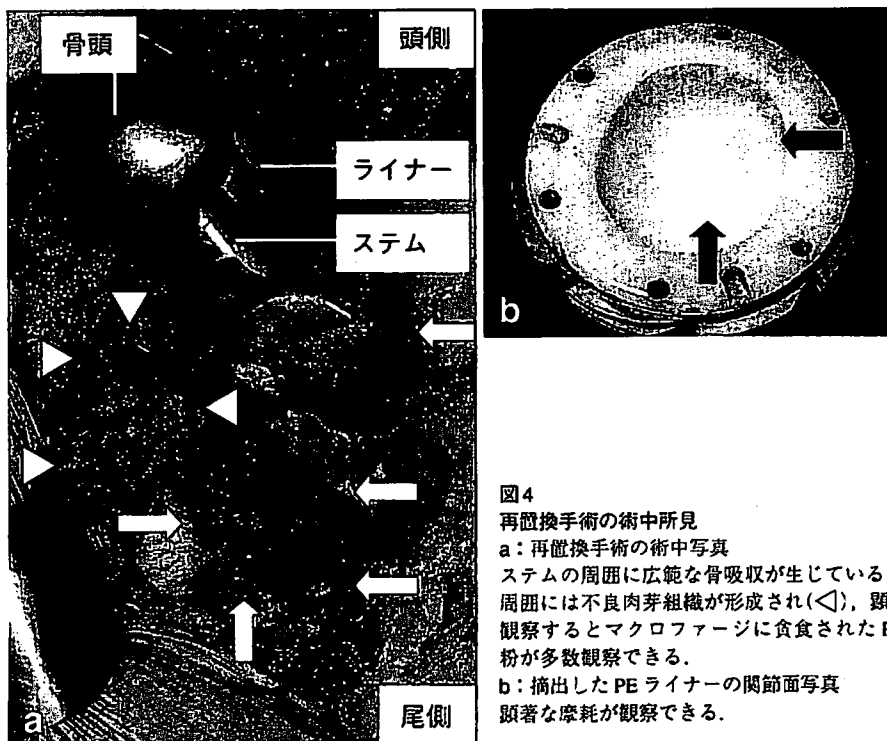 骨頭
頭側
ライナー
ステム
a
尾側
b
図4
再置換手術の術中所見
a：再置換手術の術中写真
ステムの周囲に広範な骨吸収が生じている
周囲には不良肉芽組織が形成され(◁)，顕
観察するとマクロファージに貪食された
粉が多数観察できる．
b：摘出したPEライナーの関節面写真
顕著な摩耗が観察できる．